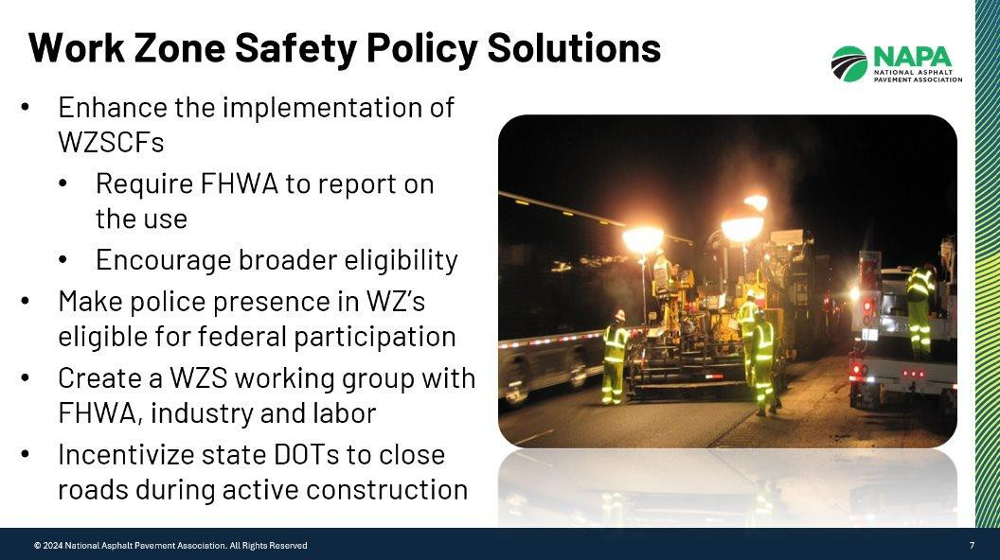 Work Zone Safety Policy Solutions
NAPA
NATIONAL ASPHALT
PAVEMENT ASSOCIATION
• Enhance the implementation of
WZSCFs
• Require FHWA to report on
the use
• Encourage broader eligibility
• Make police presence in WZ’s
eligible for federal participation
• Create a WZS working group with
FHWA, industry and labor
• Incentivize state DOTs to close
roads during active construction
© 2024 National Asphalt Pavement Association. All Rights Reserved
7